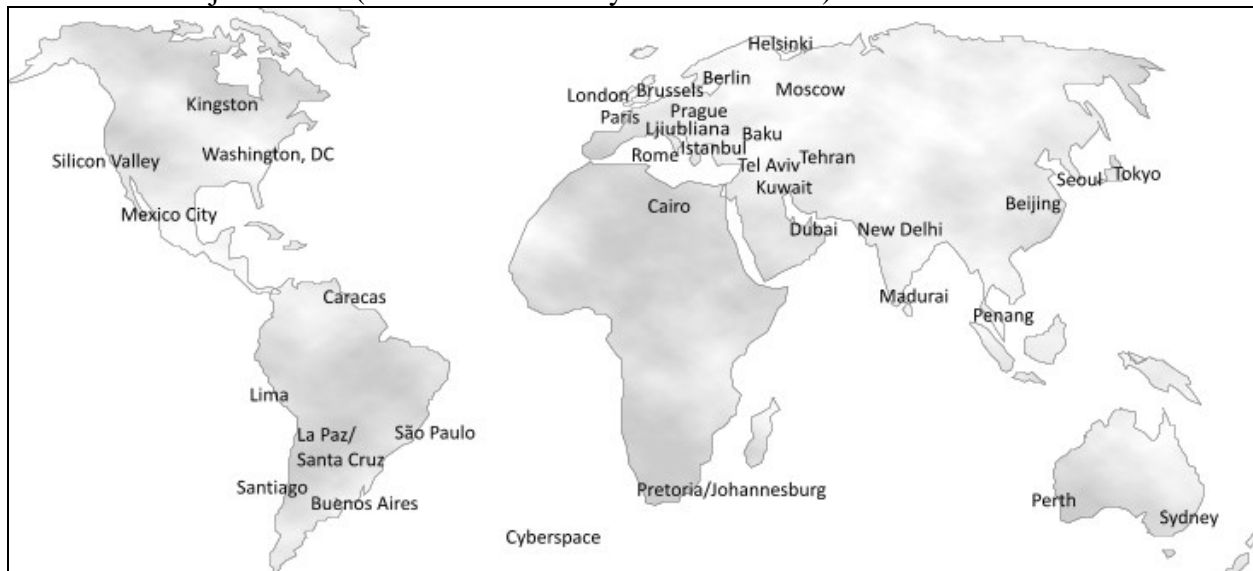 Helsinki
Berlin
Moscow
London
Brussels
Kingston
Paris
Prague
Ljiubliana
Baku
Istanbul
Silicon Valley
Washington, DC
Rome
Tel Aviv
Tehran
Kuwait
Seoul
Tokyo
Mexico City
Cairo
Beijing
Dubai
New Delhi
Caracas
Madurai
Penang
Lima
La Paz/
Santa Cruz
São Paulo
Santiago
Buenos Aires
Pretoria/Johannesburg
Perth
Sydney
Cyberspace